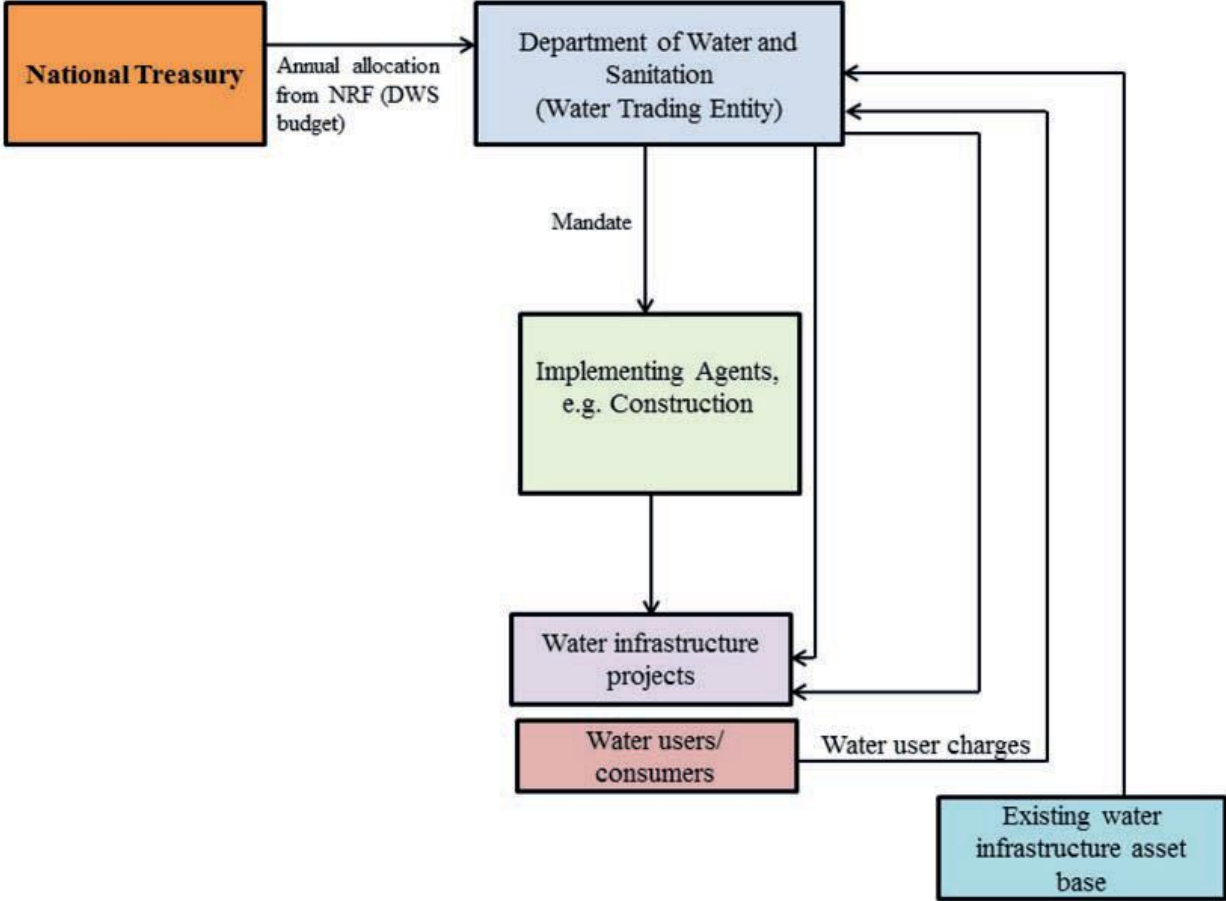 National Treasury
Annual allocation
from NRF (DWS
budget)
Department of Water and
Sanitation
(Water Trading Entity)
Mandate
Implementing Agents,
e.g. Construction
Water infrastructure
projects
Water users/
consumers
Water user charges
Existing water
infrastructure asset
base